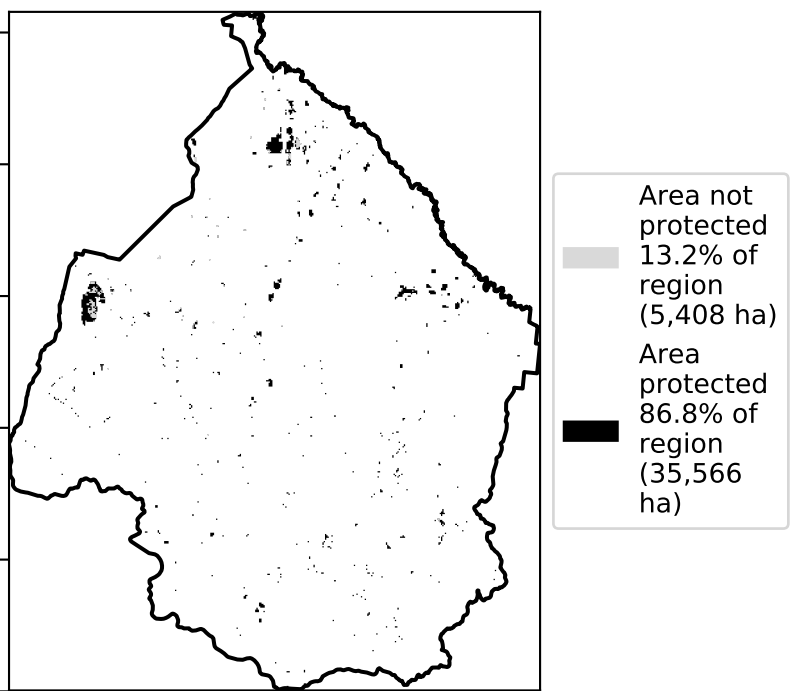 Area not
protected
13.2% of
region
(5,408 ha)
Area
protected
86.8% of
region
(35,566
ha)